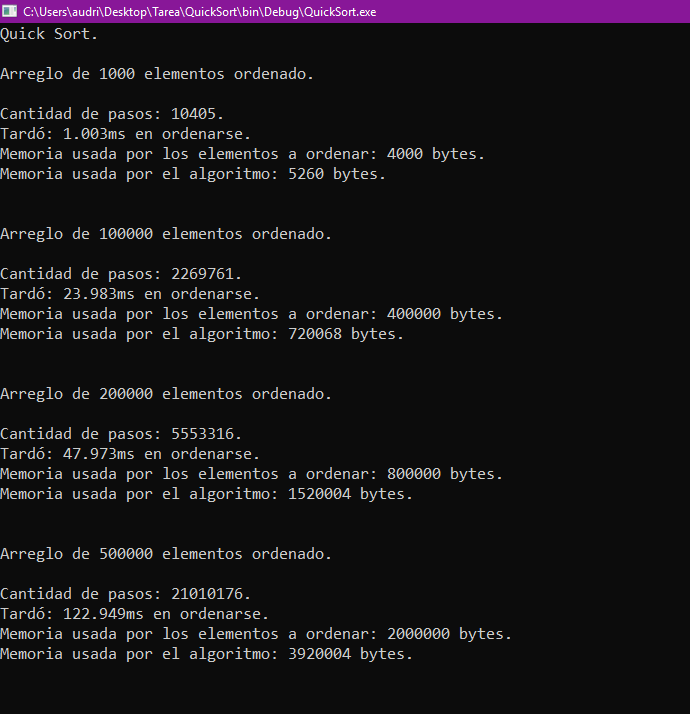 C:\Users\audri\Desktop\Tarea\QuickSort\bin\Debug\QuickSort.exe
Quick Sort.
Arreglo de 1000 elementos ordenado.
Cantidad de pasos: 10405.
Tardó: 1.003ms en ordenarse.
Memoria usada por los elementos a ordenar: 4000 bytes.
Memoria usada por el algoritmo: 5260 bytes.
Arreglo de 100000 elementos ordenado.
Cantidad de pasos: 2269761.
Tardó: 23.983ms en ordenarse.
Memoria usada por los elementos a ordenar: 400000 bytes.
Memoria usada por el algoritmo: 720068 bytes.
Arreglo de 200000 elementos ordenado.
Cantidad de pasos: 5553316.
Tardó: 47.973ms en ordenarse.
Memoria usada por los elementos a ordenar: 800000 bytes.
Memoria usada por el algoritmo: 1520004 bytes.
Arreglo de 500000 elementos ordenado.
Cantidad de pasos: 21010176.
Tardó: 122.949ms en ordenarse.
Memoria usada por los elementos a ordenar: 2000000 bytes.
Memoria usada por el algoritmo: 3920004 bytes.